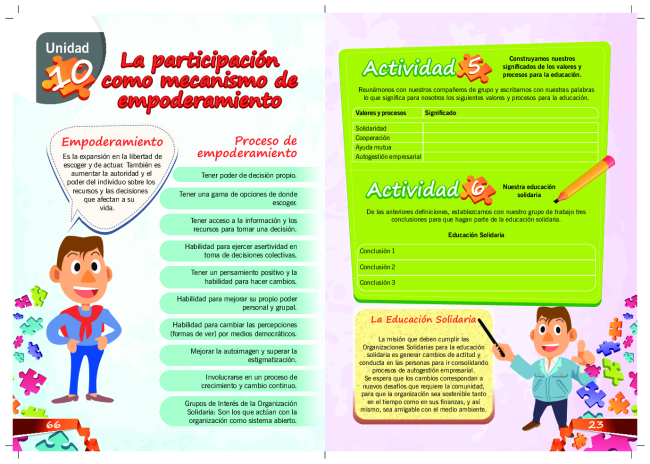 Unidad
10
La participación
como mecanismo de
empoderamiento
Empoderamiento
Es la expansión en la libertad de
escoger y de actuar. También es
aumentar la autoridad y el
poder del individuo sobre los
recursos y las decisiones
que afectan a su
vida.
Proceso de
empoderamiento
Tener poder de decisión propio.
Tener una gama de opciones de donde
escoger.
Tener acceso a la información y los
recursos para tomar una decisión.
Habilidad para ejercer asertividad en
toma de decisiones colectivas.
Tener un pensamiento positivo y la
habilidad para hacer cambios.
Habilidad para mejorar su propio poder
personal y grupal.
Habilidad para cambiar las percepciones
(formas de ver) por medios democráticos.
Mejorar la autoimagen y superar la
estigmatización.
Involucrarse en un proceso de
crecimiento y cambio continuo.
Grupos de Interés de la Organización
Solidaria: Son los que actúan con la
organización como sistema abierto.
66
Actividad 5
Construyamos nuestros
significados de los valores y
procesos para la educación.
Reunámonos con nuestros compañeros de grupo y escribamos con nuestras palabras
lo que significa para nosotros los siguientes valores y procesos para la educación.
Valores y procesos Significado
Solidaridad
Cooperación
Ayuda mutua
Autogestión empresarial
Actividad 6
Nuestra educación
solidaria
De las anteriores definiciones, establezcamos con nuestro grupo de trabajo tres
conclusiones para que hagan parte de la educación solidaria.
Educación Solidaria
Conclusión 1
Conclusión 2
Conclusión 3
La Educación Solidaria
La misión que deben cumplir las
Organizaciones Solidarias para la educación
solidaria es generar cambios de actitud y
conducta en las personas para ir consolidando
procesos de autogestión empresarial.
Se espera que los cambios correspondan a
nuevos desafíos que requiere la comunidad,
para que la organización sea sostenible tanto
en el tiempo como en sus finanzas, y así
mismo, sea amigable con el medio ambiente.
23